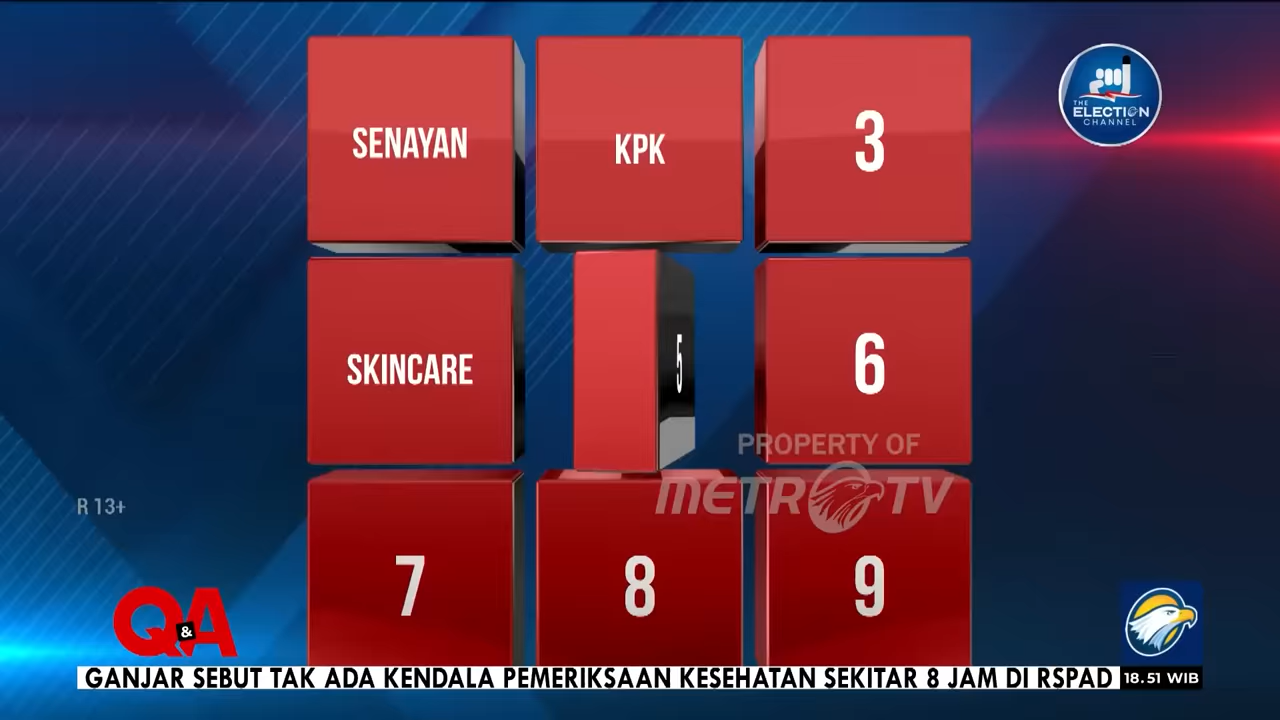 SENAYAN
KPK
3
THE
ELECTION
CHANNEL
SKINCARE
5
6
PROPERTY OF
METRO TV
R 13+
7
8
9
Q&A
GANJAR SEBUT TAK ADA KENDALA PEMERIKSAAN KESEHATAN SEKITAR 8 JAM DI RSPAD
18.51 WIB